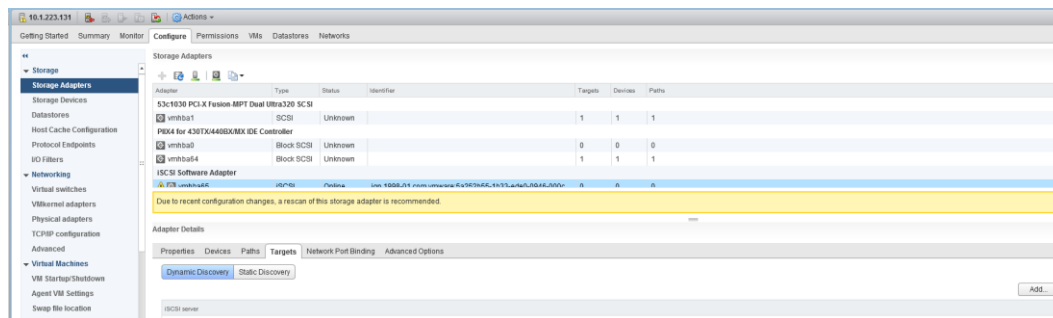 10.1.223.131 Actions
Getting Started Summary Monitor Configure Permissions VMs Datastores Networks
Storage
Storage Adapters
Storage Devices
Datastores
Host Cache Configuration
Protocol Endpoints
I/O Filters
Networking
Virtual switches
VMkernel adapters
Physical adapters
TCP/IP configuration
Advanced
Virtual Machines
VM Startup/Shutdown
Agent VM Settings
Swap file location
Storage Adapters
Adapter Type Status Identifier Targets Devices Paths
53c1030 PCI-X Fusion-MPT Dual Ultra320 SCSI
vmhba1 SCSI Unknown 1 1 1
PIIX4 for 430TX/440BX/MX IDE Controller
vmhba0 Block SCSI Unknown 0 0 0
vmhba64 Block SCSI Unknown 1 1 1
iSCSI Software Adapter
vmhba65 iSCSI Online 0 0 0
Due to recent configuration changes, a rescan of this storage adapter is recommended.
Adapter Details
Properties Devices Paths Targets Network Port Binding Advanced Options
Dynamic Discovery Static Discovery
Add...
iSCSI server